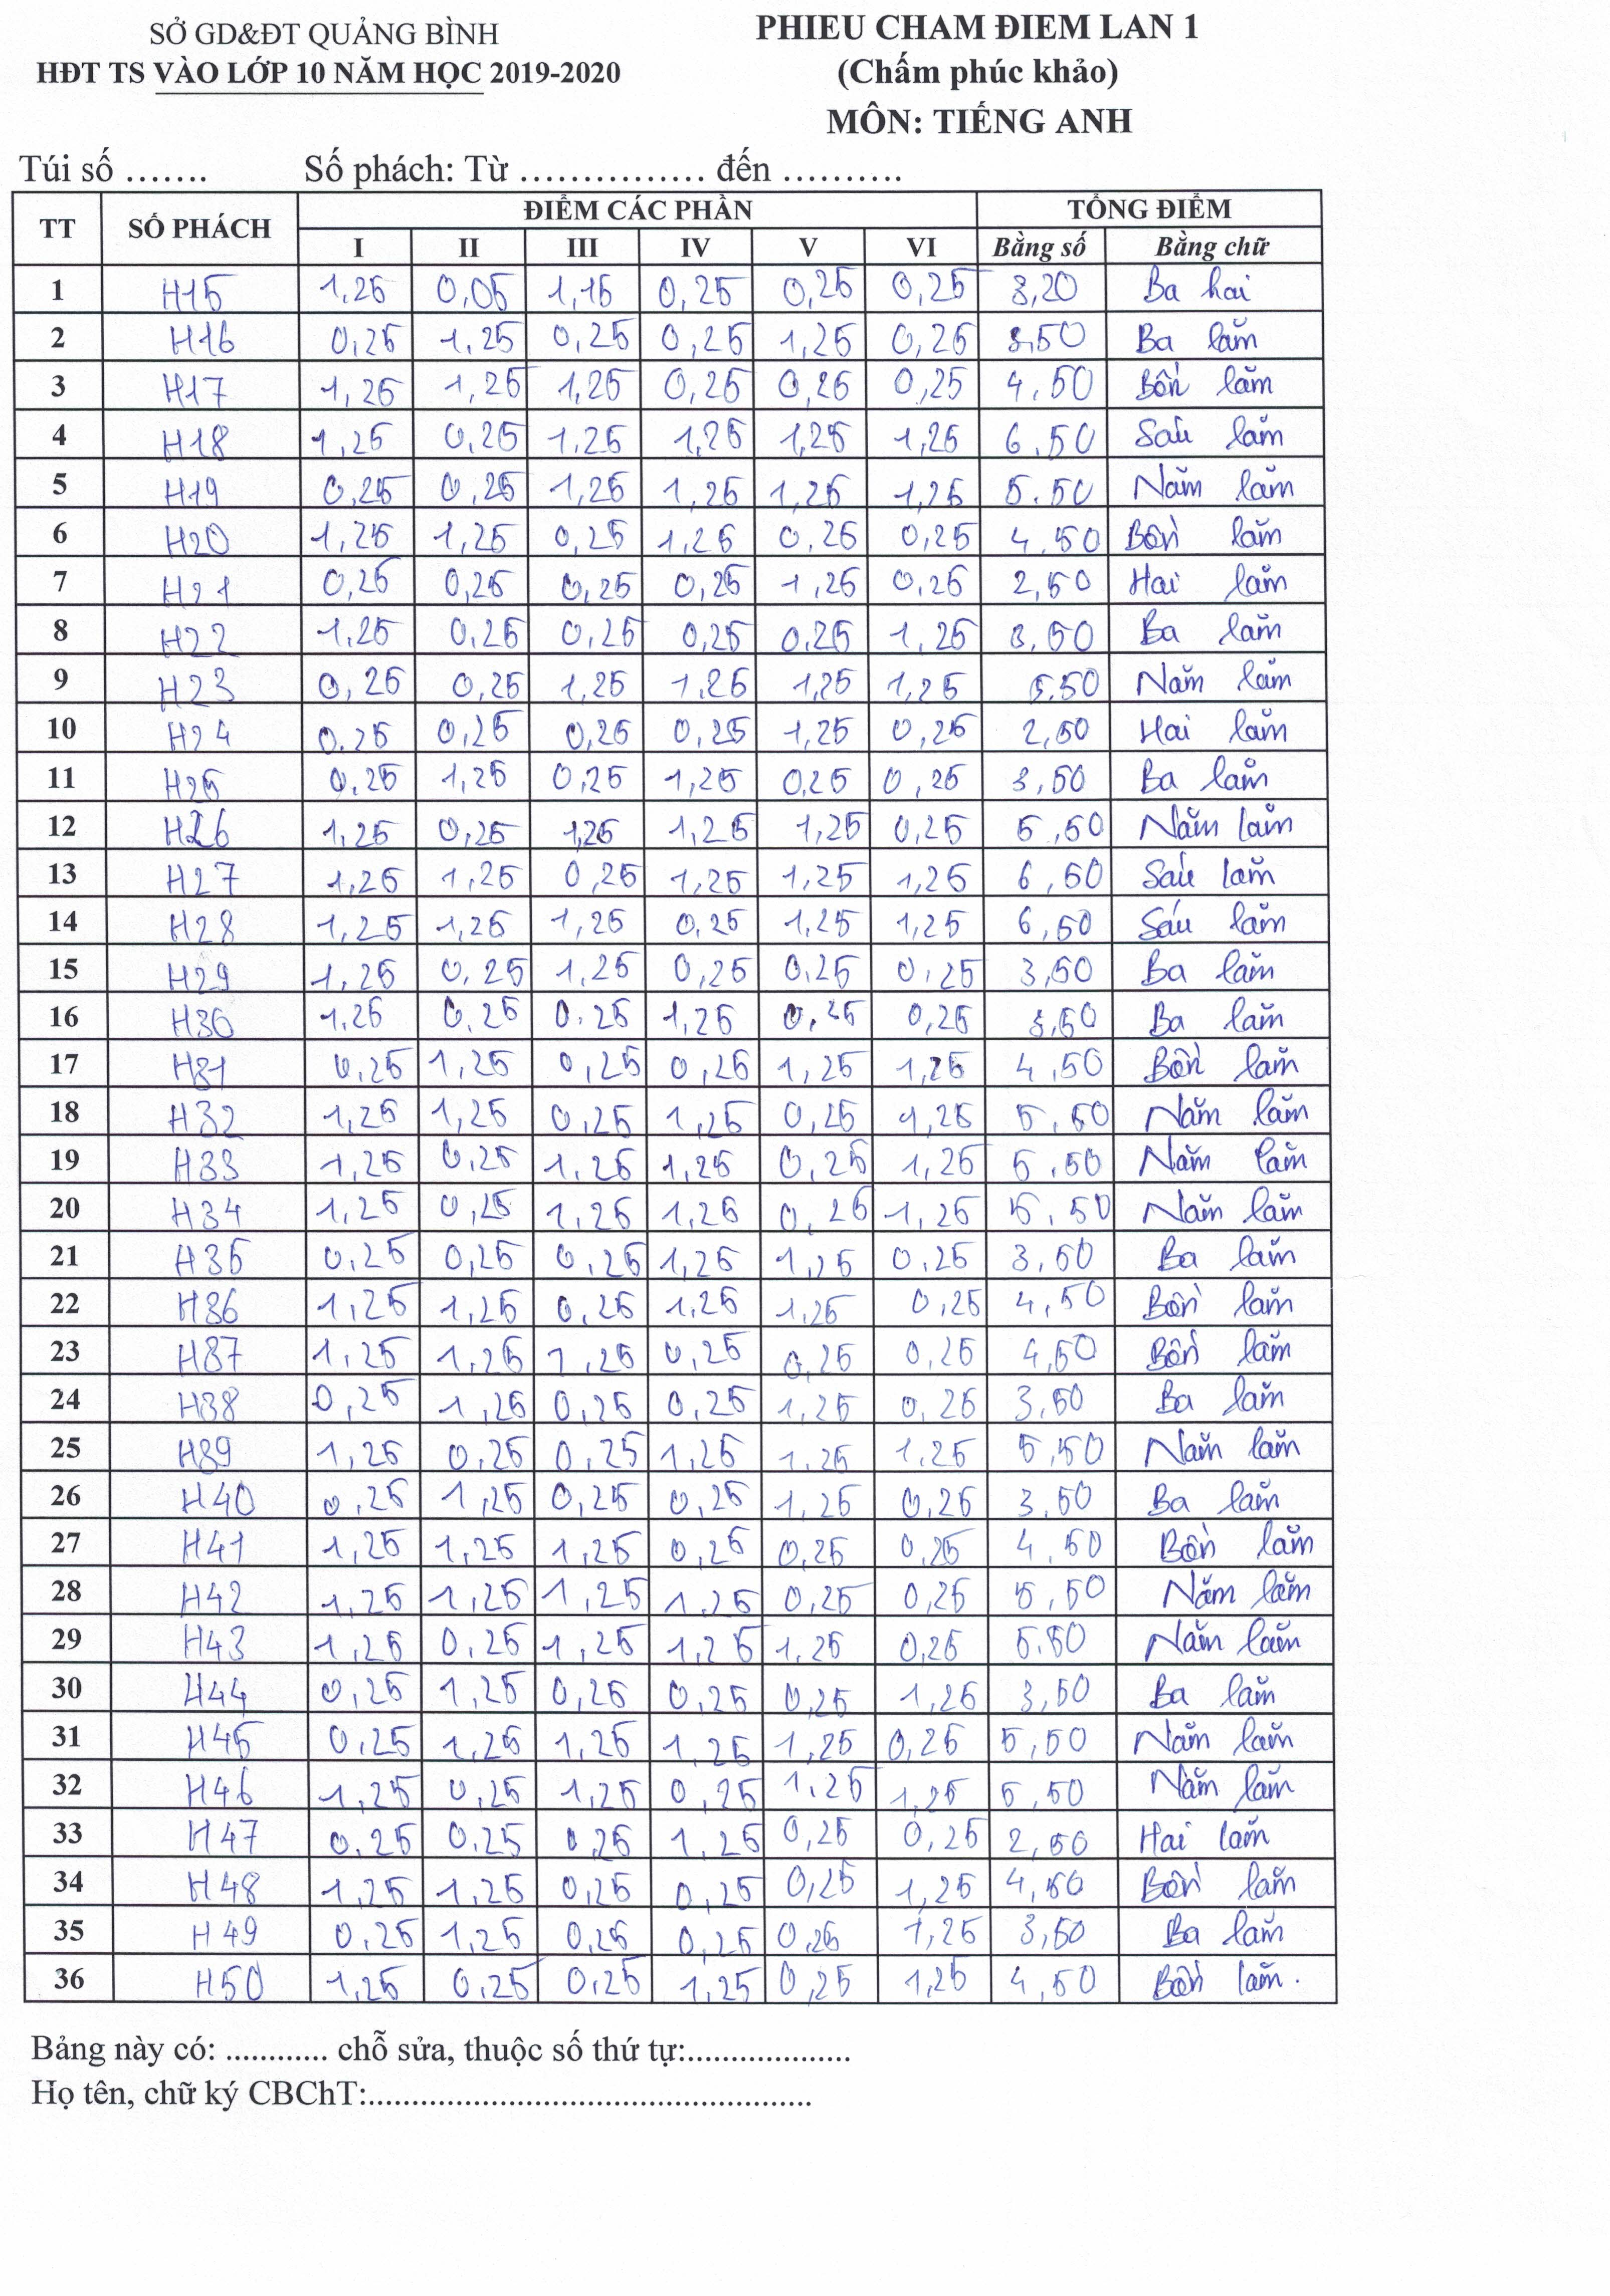 SỞ GD&ĐT QUẢNG BÌNH
HĐT TS VÀO LỚP 10 NĂM HỌC 2019-2020
PHIEU CHAM ĐIEM LAN 1
(Chấm phúc khảo)
MÔN: TIẾNG ANH
Túi số ....... Số phách: Từ ............... đến ..........
TT SỐ PHÁCH ĐIỂM CÁC PHẦN TỔNG ĐIỂM
I II III IV V VI Bằng số Bằng chữ
1 H15 1,25 0,05 1,15 0,25 0,25 0,25 3,20 Ba hai
2 H16 0,25 1,25 0,25 0,25 1,25 0,25 3,50 Ba lăm
3 H17 1,25 1,25 1,25 0,25 0,25 0,25 4,50 Bốn lăm
4 H18 1,25 0,25 1,25 1,25 1,25 1,25 6,50 Sáu lăm
5 H19 0,25 0,25 1,25 1,25 1,25 1,25 5,50 Năm lăm
6 H20 1,25 1,25 0,25 1,25 0,25 0,25 4,50 Bốn lăm
7 H21 0,25 0,25 0,25 0,25 1,25 0,25 2,50 Hai lăm
8 H22 1,25 0,25 0,25 0,25 0,25 1,25 3,50 Ba lăm
9 H23 0,25 0,25 1,25 1,25 1,25 1,25 5,50 Năm lăm
10 H24 0,25 0,25 0,25 0,25 1,25 0,25 2,50 Hai lăm
11 H25 0,25 1,25 0,25 1,25 0,25 0,25 3,50 Ba lăm
12 H26 1,25 0,25 1,25 1,25 1,25 0,25 5,50 Năm lăm
13 H27 1,25 1,25 0,25 1,25 1,25 1,25 6,50 Sáu lăm
14 H28 1,25 1,25 1,25 0,25 1,25 1,25 6,50 Sáu lăm
15 H29 1,25 0,25 1,25 0,25 0,25 0,25 3,50 Ba lăm
16 H30 1,25 0,25 0,25 1,25 0,25 0,25 3,50 Ba lăm
17 H31 0,25 1,25 0,25 0,25 1,25 1,25 4,50 Bốn lăm
18 H32 1,25 1,25 0,25 1,25 0,25 1,25 5,50 Năm lăm
19 H33 1,25 0,25 1,25 1,25 0,25 1,25 5,50 Năm lăm
20 H34 1,25 0,25 1,25 1,25 0,25 1,25 5,50 Năm lăm
21 H35 0,25 0,25 0,25 1,25 1,25 0,25 3,50 Ba lăm
22 H36 1,25 1,25 0,25 1,25 1,25 0,25 4,50 Bốn lăm
23 H37 1,25 1,25 1,25 0,25 0,25 0,25 4,50 Bốn lăm
24 H38 0,25 1,25 0,25 0,25 1,25 0,25 3,50 Ba lăm
25 H39 1,25 0,25 0,25 1,25 1,25 1,25 5,50 Năm lăm
26 H40 0,25 1,25 0,25 0,25 1,25 0,25 3,50 Ba lăm
27 H41 1,25 1,25 1,25 0,25 0,25 0,25 4,50 Bốn lăm
28 H42 1,25 1,25 1,25 1,25 0,25 0,25 5,50 Năm lăm
29 H43 1,25 0,25 1,25 1,25 1,25 0,25 5,50 Năm lăm
30 H44 0,25 1,25 0,25 0,25 0,25 1,25 3,50 Ba lăm
31 H45 0,25 1,25 1,25 1,25 1,25 0,25 5,50 Năm lăm
32 H46 1,25 0,25 1,25 0,25 1,25 1,25 5,50 Năm lăm
33 H47 0,25 0,25 0,25 1,25 0,25 0,25 2,50 Hai lăm
34 H48 1,25 1,25 0,25 0,25 0,25 1,25 4,50 Bốn lăm
35 H49 0,25 1,25 0,25 0,25 0,25 1,25 3,50 Ba lăm
36 H50 1,25 0,25 0,25 1,25 0,25 1,25 4,50 Bốn lăm.
Bảng này có: ............ chỗ sửa, thuộc số thứ tự:...................
Họ tên, chữ ký CBChT:...................................................